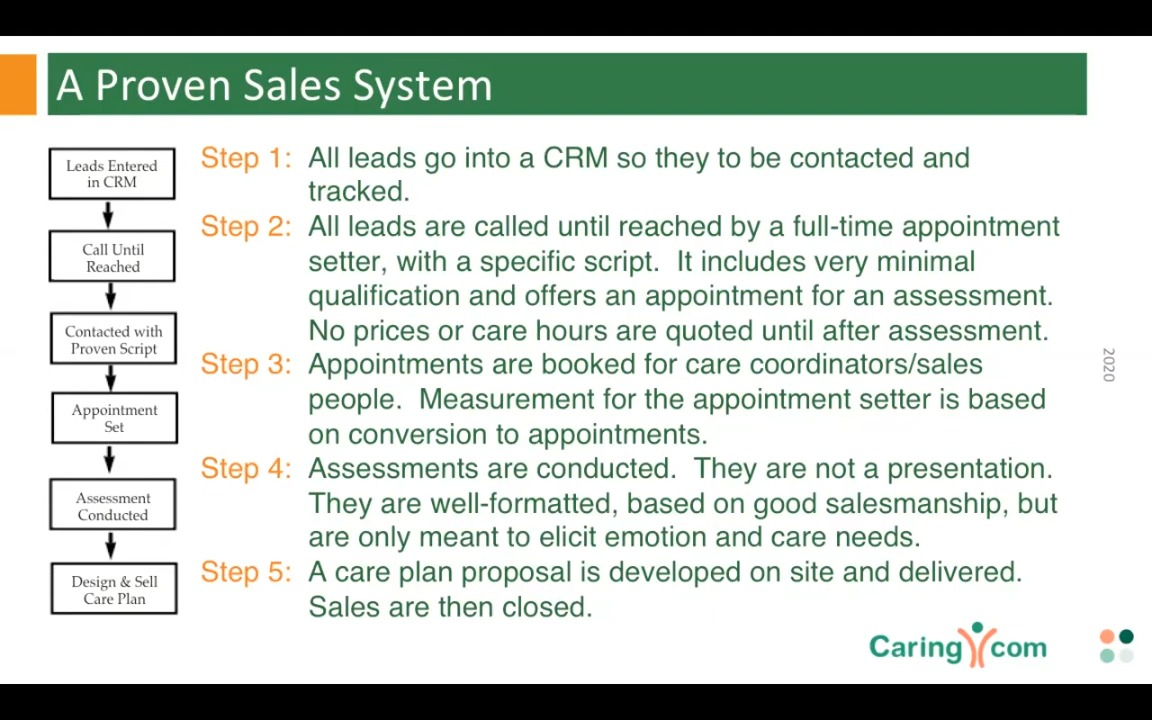 A Proven Sales System
Leads Entered
in CRM
Call Until
Reached
Contacted with
Proven Script
Appointment
Set
Assessment
Conducted
Design & Sell
Care Plan
Step 1: All leads go into a CRM so they to be contacted and
tracked.
Step 2: All leads are called until reached by a full-time appointment
setter, with a specific script.  It includes very minimal
qualification and offers an appointment for an assessment.
No prices or care hours are quoted until after assessment.
Step 3: Appointments are booked for care coordinators/sales
people.  Measurement for the appointment setter is based
on conversion to appointments.
Step 4: Assessments are conducted.  They are not a presentation.
They are well-formatted, based on good salesmanship, but
are only meant to elicit emotion and care needs.
Step 5: A care plan proposal is developed on site and delivered.
Sales are then closed.
2020
Caring com